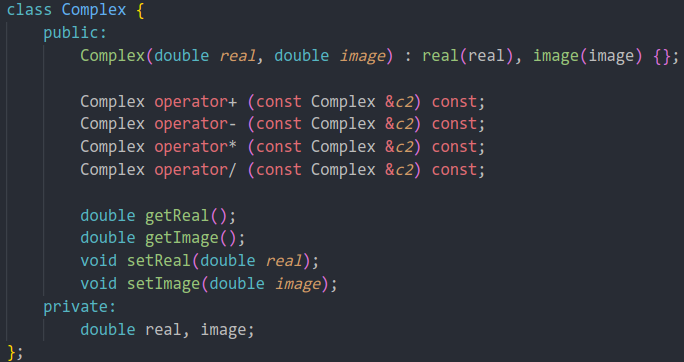 class Complex {
    public:
        Complex(double real, double image) : real(real), image(image) {};

        Complex operator+ (const Complex &c2) const;
        Complex operator- (const Complex &c2) const;
        Complex operator* (const Complex &c2) const;
        Complex operator/ (const Complex &c2) const;

        double getReal();
        double getImage();
        void setReal(double real);
        void setImage(double image);
    private:
        double real, image;
};